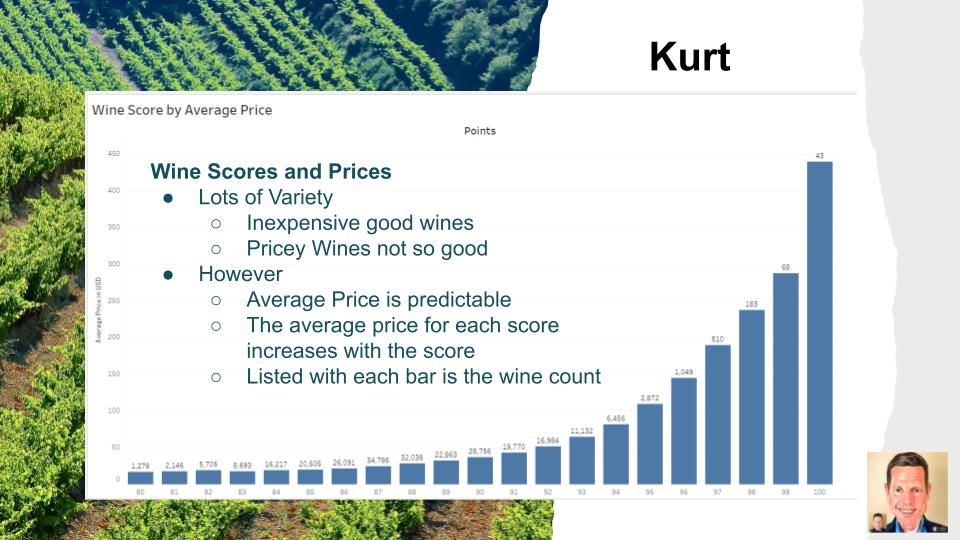 Kurt
Wine Score by Average Price
Points
Wine Scores and Prices
● Lots of Variety
○ Inexpensive good wines
○ Pricey Wines not so good
● However
○ Average Price is predictable
○ The average price for each score
increases with the score
○ Listed with each bar is the wine count
Average Price in USD
450
400
350
300
250
200
150
100
50
0
1,278 2,146 5,705 8,693 16,217 20,505 26,091 34,786 32,038 22,863 28,756 19,770 16,984 11,132 6,456 2,872 1,049 510 183 68 43
80 81 82 83 84 85 86 87 88 89 90 91 92 93 94 95 96 97 98 99 100